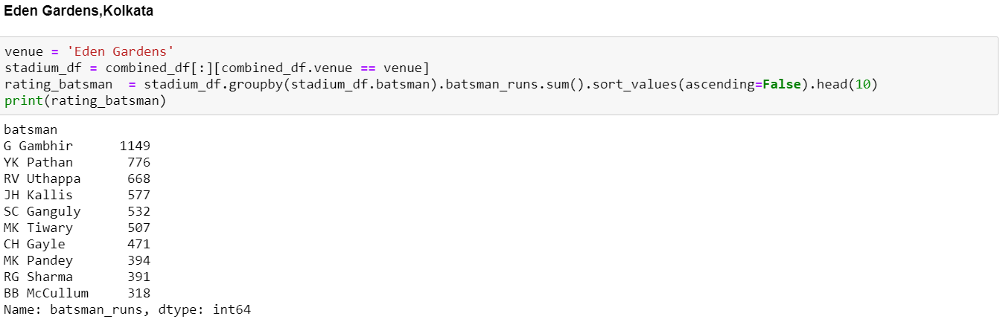 Eden Gardens,Kolkata
venue = 'Eden Gardens'
stadium_df = combined_df[:][combined_df.venue == venue]
rating_batsman  = stadium_df.groupby(stadium_df.batsman).batsman_runs.sum().sort_values(ascending=False).head(10)
print(rating_batsman)
batsman
G Gambhir      1149
YK Pathan       776
RV Uthappa      668
JH Kallis       577
SC Ganguly      532
MK Tiwary       507
CH Gayle        471
MK Pandey       394
RG Sharma       391
BB McCullum     318
Name: batsman_runs, dtype: int64